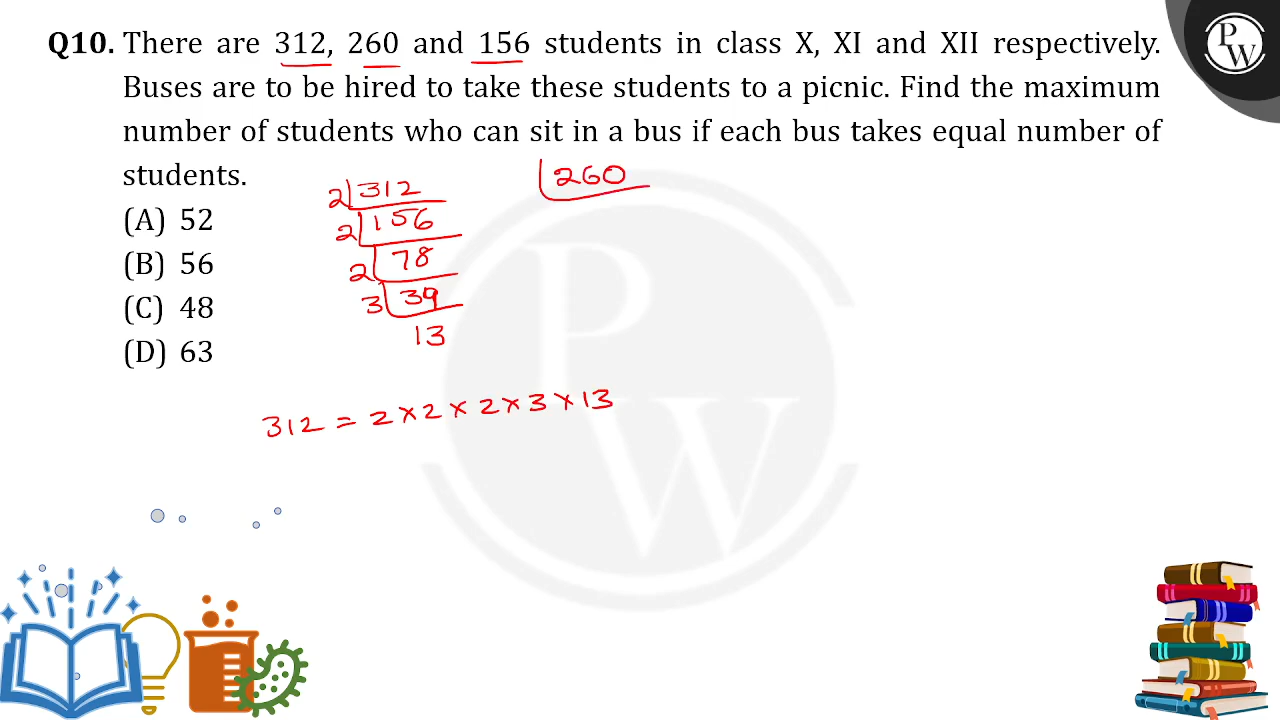 Q10. There are 312, 260 and 156 students in class X, XI and XII respectively.
Buses are to be hired to take these students to a picnic. Find the maximum
number of students who can sit in a bus if each bus takes equal number of
students.
(A) 52
(B) 56
(C) 48
(D) 63
2 312
2 156
2 78
3 39
13
260
312 = 2 × 2 × 2 × 3 × 13
PW
PW